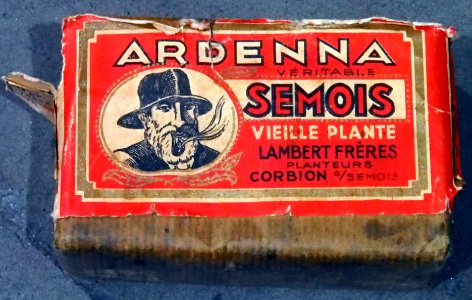 ARDENNA
VÉRITABLE
SEMOIS
VIEILLE PLANTE
LAMBERT FRÈRES
PLANTEURS
CORBION s/SEMOIS